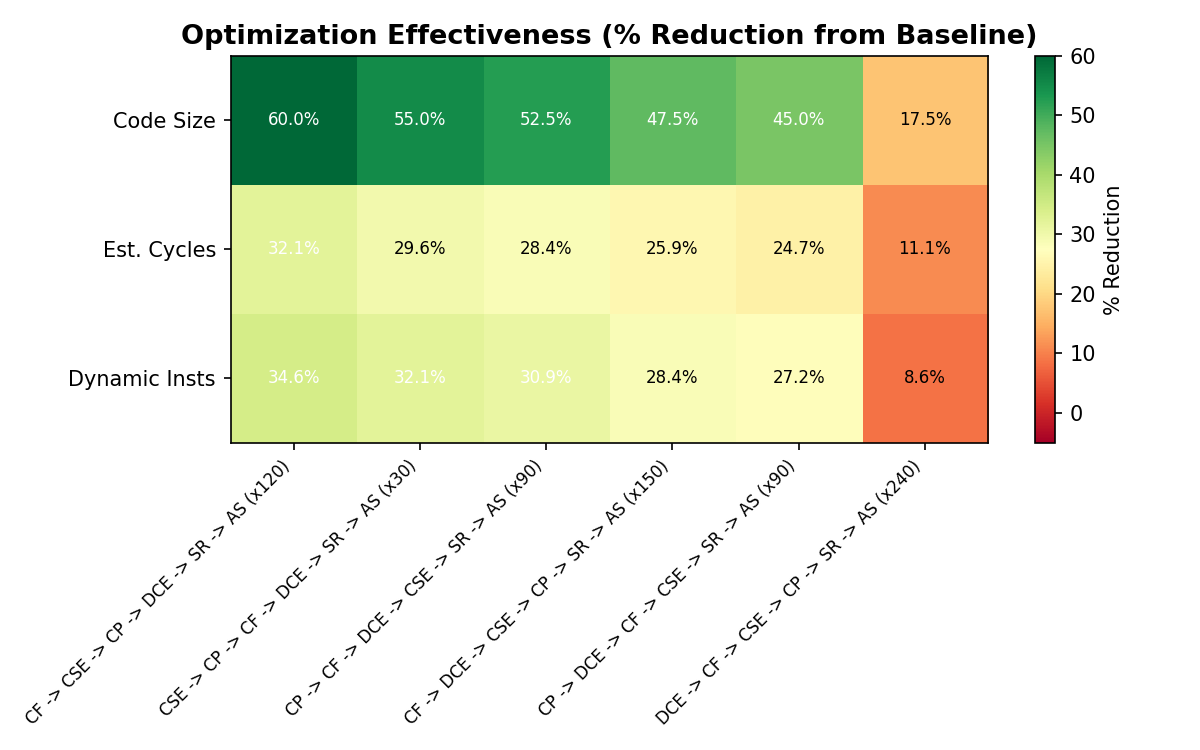 Optimization Effectiveness (% Reduction from Baseline)
Code Size 60.0% 55.0% 52.5% 47.5% 45.0% 17.5%
Est. Cycles 32.1% 29.6% 28.4% 25.9% 24.7% 11.1%
Dynamic Insts 34.6% 32.1% 30.9% 28.4% 27.2% 8.6%
CF -> CSE -> CP -> DCE -> SR -> AS (x120)
CSE -> CP -> CF -> DCE -> SR -> AS (x30)
CP -> CF -> DCE -> CSE -> SR -> AS (x90)
CF -> DCE -> CSE -> CP -> SR -> AS (x150)
CP -> DCE -> CF -> CSE -> SR -> AS (x90)
DCE -> CF -> CSE -> CP -> SR -> AS (x240)
60
50
40
30
20
10
0
% Reduction